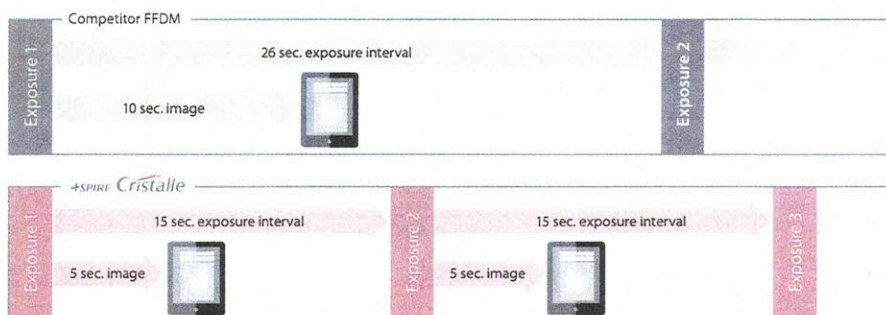 Competitor FFDM
Exposure 1
26 sec. exposure interval
10 sec. image
Exposure 2
ASPIRE Cristalle
Exposure 1
15 sec. exposure interval
5 sec. image
Exposure 2
15 sec. exposure interval
5 sec. image
Exposure 3